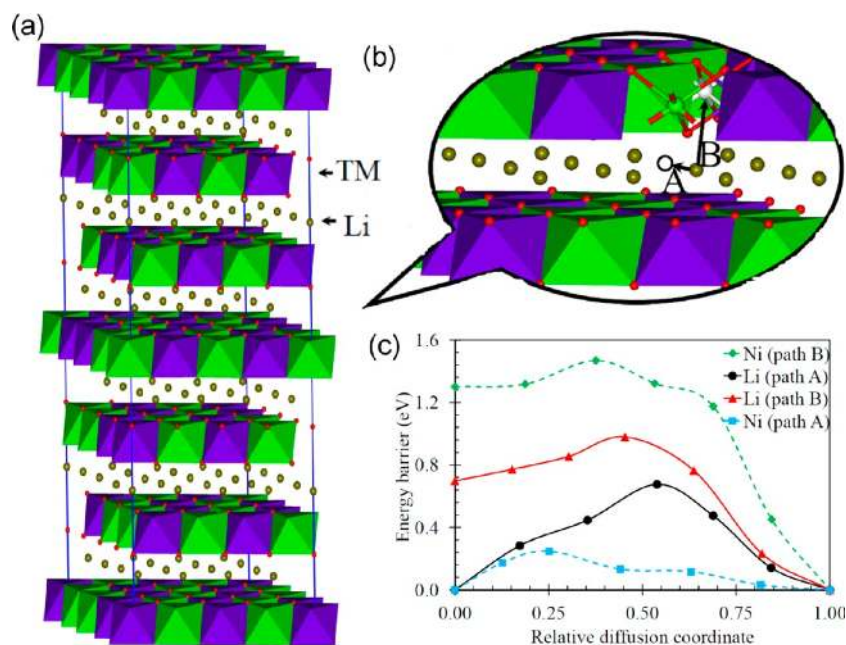 (a)
TM
Li
(b)
B
A
(c)
1.6
1.2
0.8
0.4
0.0
Energy barrier (eV)
Ni (path B)
Li (path A)
Li (path B)
Ni (path A)
0.00
0.25
0.50
0.75
1.00
Relative diffusion coordinate